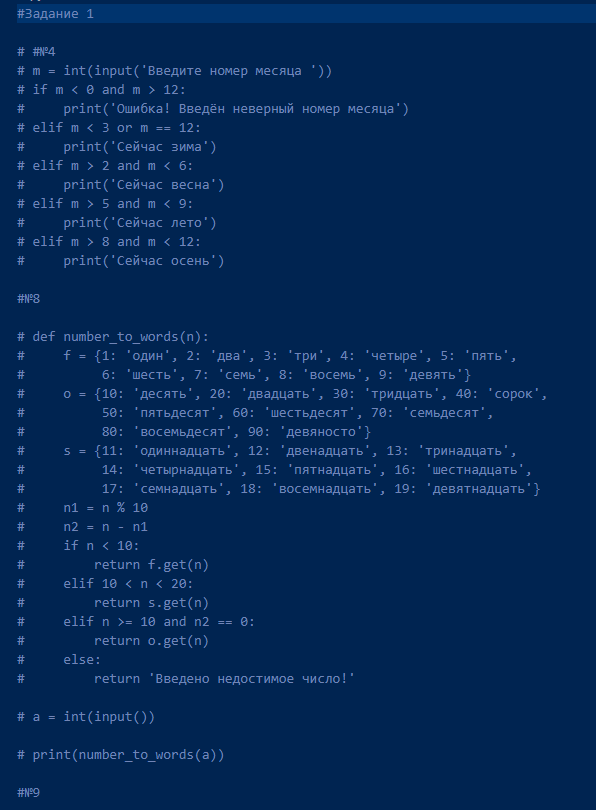 #Задание 1
# #№4
# m = int(input('Введите номер месяца '))
# if m < 0 and m > 12:
#     print('Ошибка! Введён неверный номер месяца')
# elif m < 3 or m == 12:
#     print('Сейчас зима')
# elif m > 2 and m < 6:
#     print('Сейчас весна')
# elif m > 5 and m < 9:
#     print('Сейчас лето')
# elif m > 8 and m < 12:
#     print('Сейчас осень')
#№8
# def number_to_words(n):
#     f = {1: 'один', 2: 'два', 3: 'три', 4: 'четыре', 5: 'пять',
#          6: 'шесть', 7: 'семь', 8: 'восемь', 9: 'девять'}
#     o = {10: 'десять', 20: 'двадцать', 30: 'тридцать', 40: 'сорок',
#          50: 'пятьдесят', 60: 'шестьдесят', 70: 'семьдесят',
#          80: 'восемьдесят', 90: 'девяносто'}
#     s = {11: 'одиннадцать', 12: 'двенадцать', 13: 'тринадцать',
#          14: 'четырнадцать', 15: 'пятнадцать', 16: 'шестнадцать',
#          17: 'семнадцать', 18: 'восемнадцать', 19: 'девятнадцать'}
#     n1 = n % 10
#     n2 = n - n1
#     if n < 10:
#         return f.get(n)
#     elif 10 < n < 20:
#         return s.get(n)
#     elif n >= 10 and n2 == 0:
#         return o.get(n)
#     else:
#         return 'Введено недостимое число!'
# a = int(input())
# print(number_to_words(a))
#№9